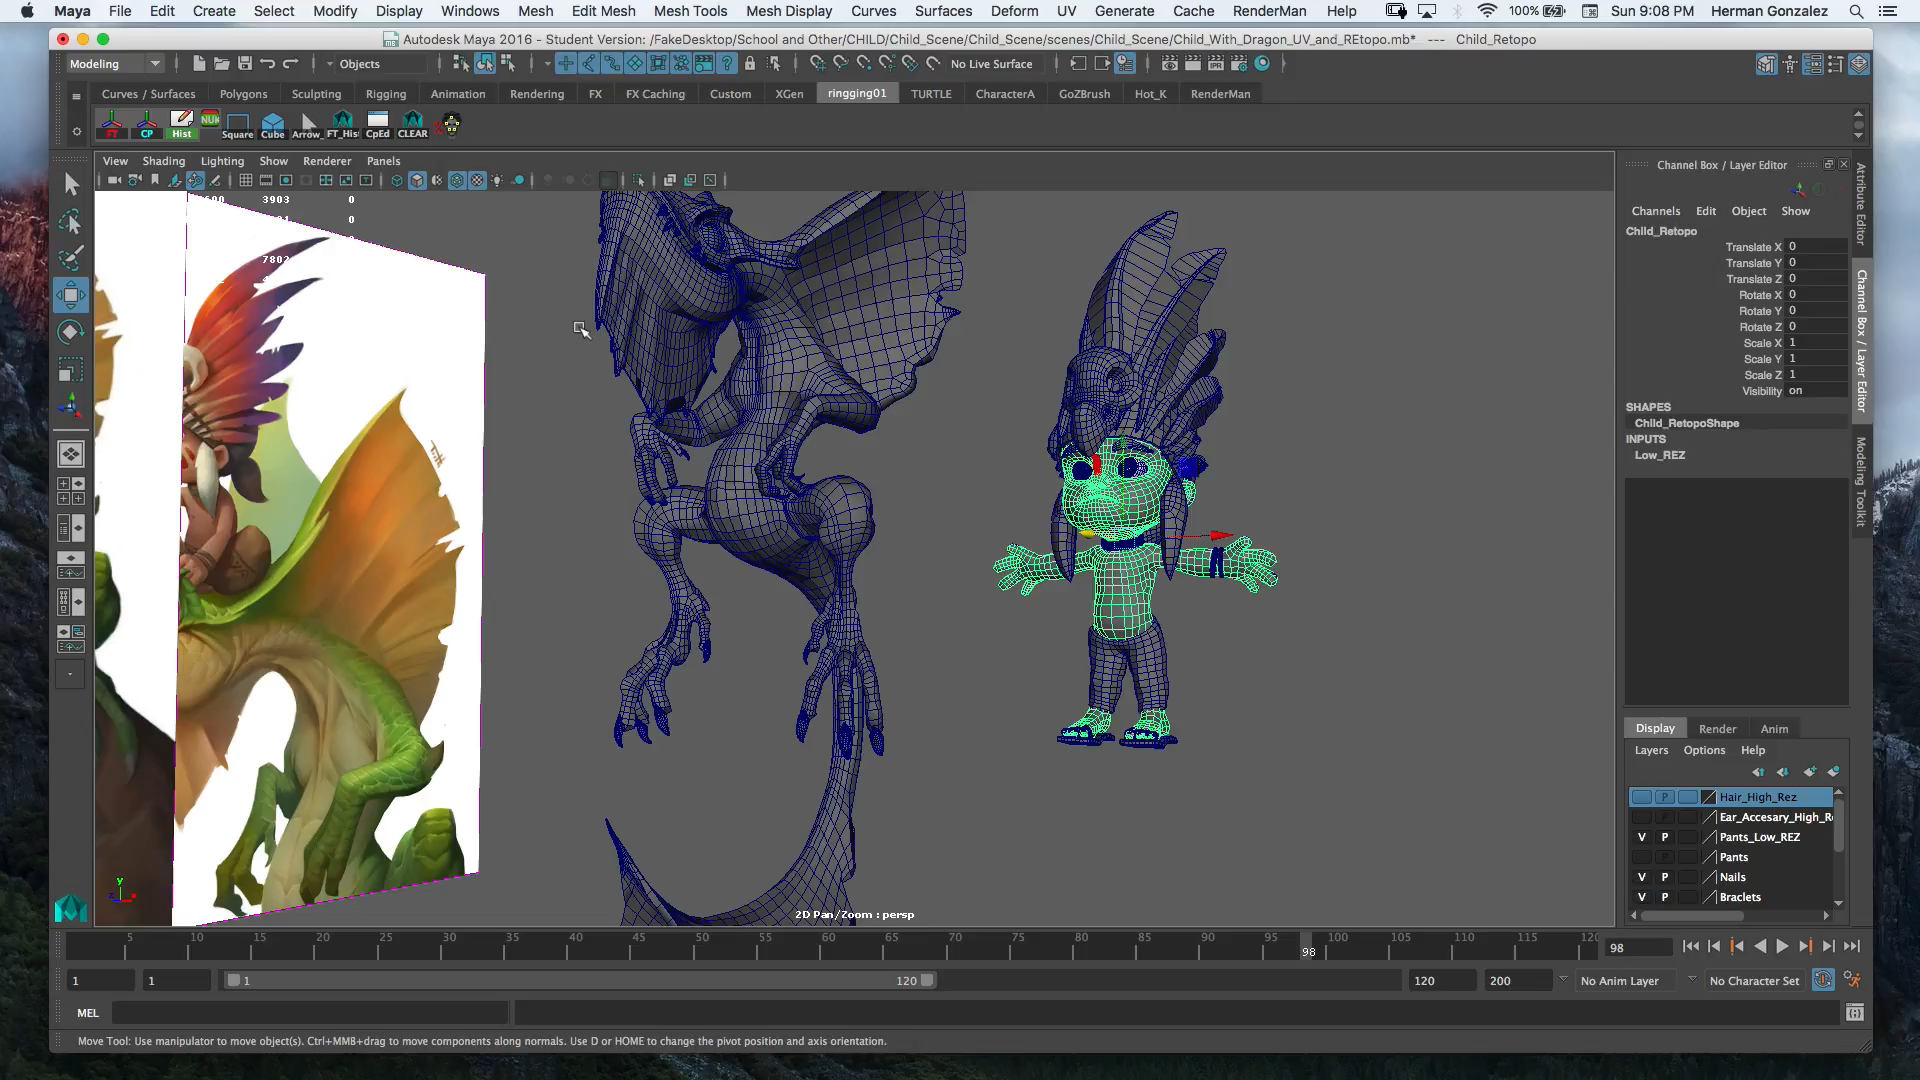 Maya File Edit Create Select Modify Display Windows Mesh Edit Mesh Mesh Tools Mesh Display Curves Surfaces Deform UV Generate Cache RenderMan Help 100% Sun 9:08 PM Herman Gonzalez
Autodesk Maya 2016 - Student Version: /FakeDesktop/School and Other/CHILD/Child_Scene/Child_Scene/scenes/Child_Scene/Child_With_Dragon_UV_and_REtopo.mb* --- Child_Retopo
Modeling Objects No Live Surface
Curves / Surfaces Polygons Sculpting Rigging Animation Rendering FX FX Caching Custom XGen ringging01 TURTLE CharacterA GoZBrush Hot_K RenderMan
FT CP Hist NUK Square Cube Arrow_ FT_His CpEd CLEAR
View Shading Lighting Show Renderer Panels
3903 0
0
7802
Channel Box / Layer Editor
Channels Edit Object Show
Child_Retopo
Translate X 0
Translate Y 0
Translate Z 0
Rotate X 0
Rotate Y 0
Rotate Z 0
Scale X 1
Scale Y 1
Scale Z 1
Visibility on
SHAPES
Child_RetopoShape
INPUTS
Low_REZ
Attribute Editor
Channel Box / Layer Editor
Modeling Toolkit
Display Render Anim
Layers Options Help
P Hair_High_Rez
P Ear_Accesary_High_R
V P Pants_Low_REZ
P Pants
V P Nails
V P Braclets
y
2D Pan/Zoom : persp
5 10 15 20 25 30 35 40 45 50 55 60 65 70 75 80 85 90 95 98 100 105 110 115 120 98
1 1 1 120 120 200 No Anim Layer No Character Set
MEL
Move Tool: Use manipulator to move object(s). Ctrl+MMB+drag to move components along normals. Use D or HOME to change the pivot position and axis orientation.